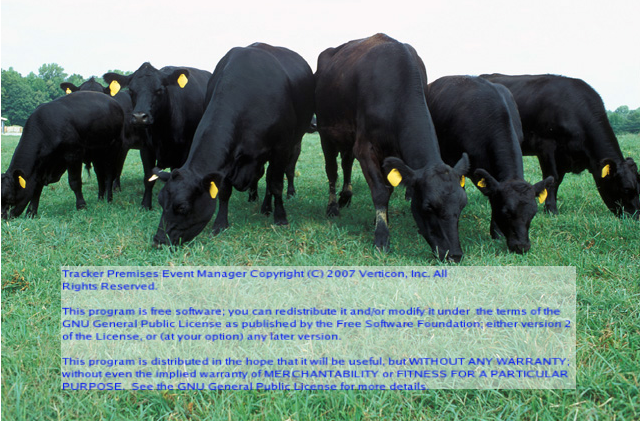 Tracker Premises Event Manager Copyright (C) 2007 Verticon, Inc. All
Rights Reserved.
This program is free software; you can redistribute it and/or modify it under  the terms of the
GNU General Public License as published by the Free Software Foundation; either version 2
of the License, or (at your option) any later version.
This program is distributed in the hope that it will be useful, but WITHOUT ANY WARRANTY;
without even the implied warranty of MERCHANTABILITY or FITNESS FOR A PARTICULAR
PURPOSE.  See the GNU General Public License for more details.